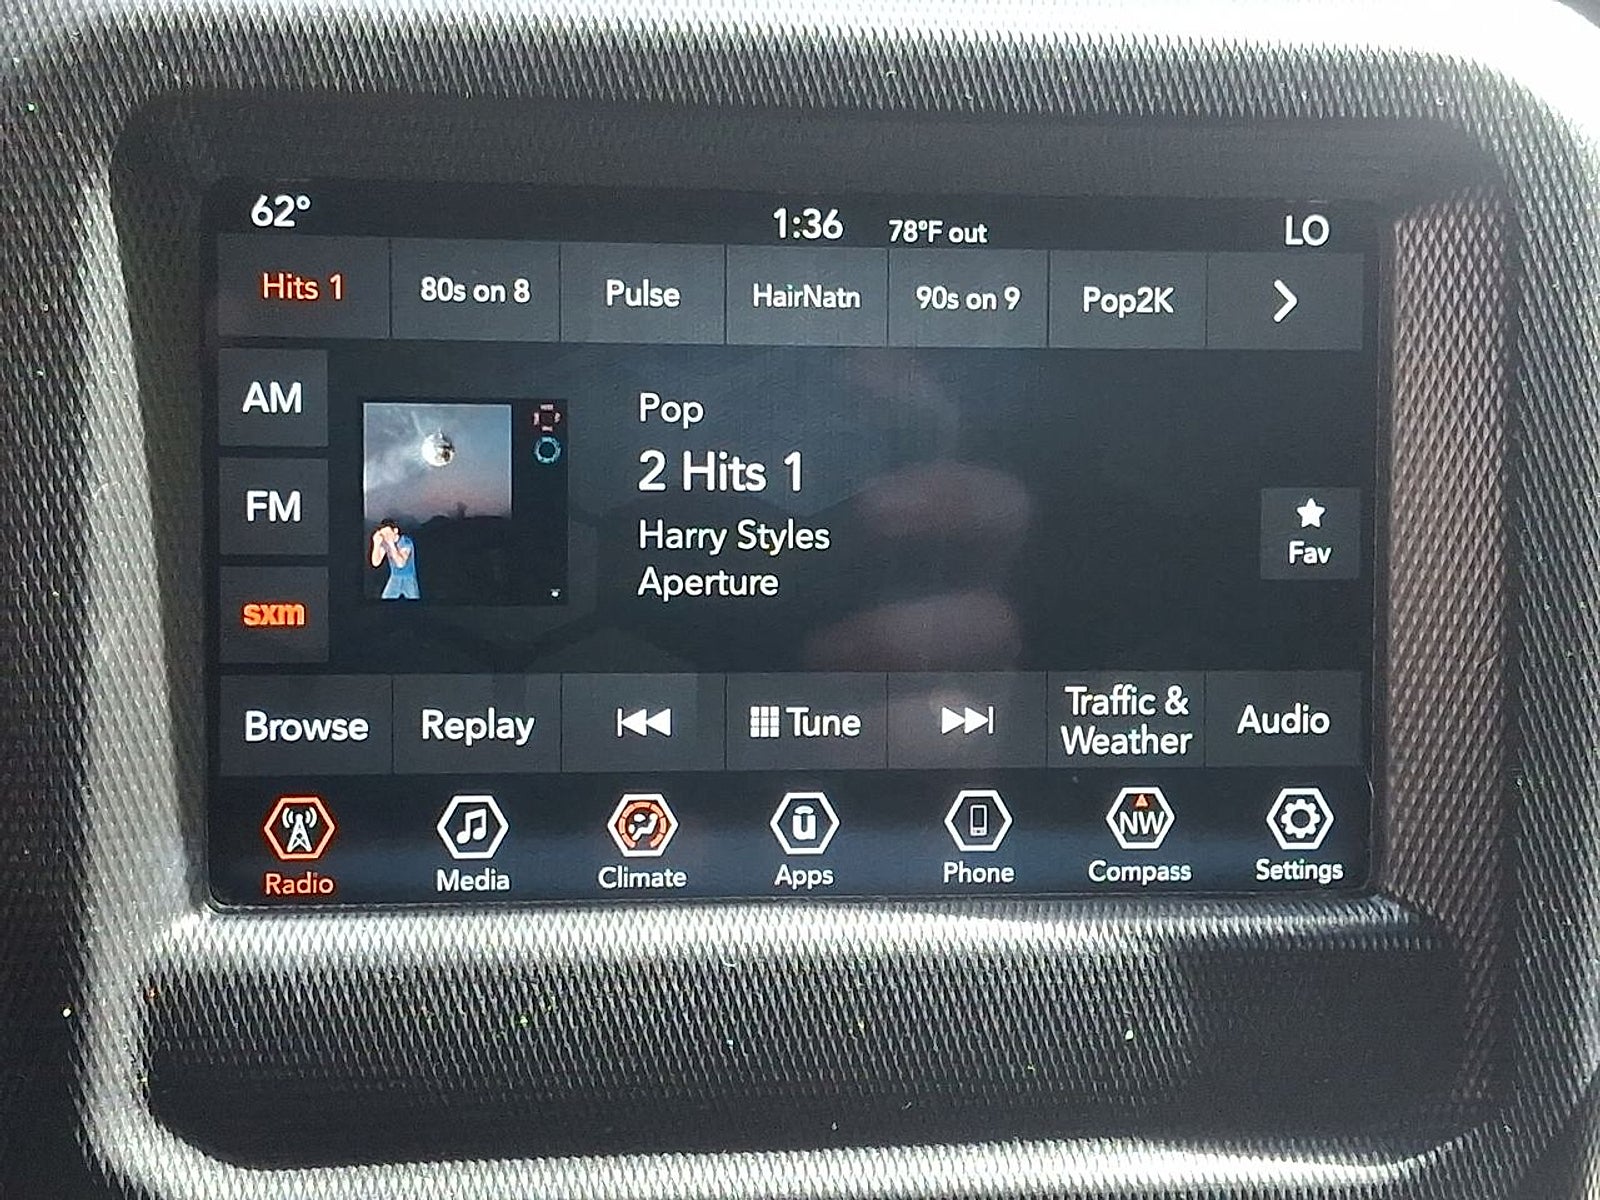 62°
1:36
78°F out
LO
Hits 1
80s on 8
Pulse
HairNatn
90s on 9
Pop2K
AM
FM
sxm
Pop
2 Hits 1
Harry Styles
Aperture
Fav
Browse
Replay
Tune
Traffic &
Weather
Audio
Radio
Media
Climate
u
Apps
Phone
NW
Compass
Settings